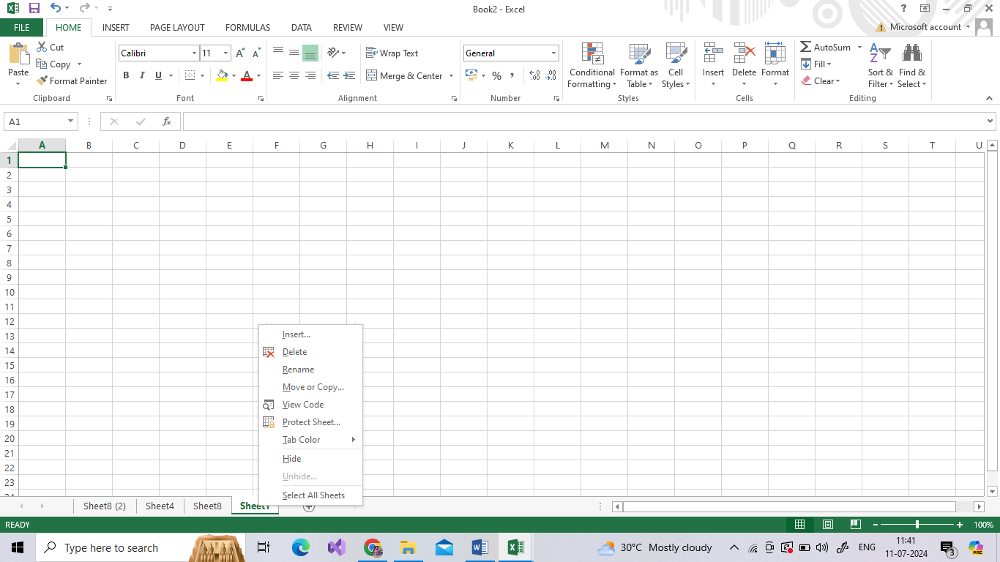 Book2 - Excel
?
FILE HOME INSERT PAGE LAYOUT FORMULAS DATA REVIEW VIEW Microsoft account
Paste
Cut
Copy
Format Painter
Clipboard
Calibri 11
B I U
Font
Wrap Text
Merge & Center
Alignment
General
%
Number
Conditional Formatting
Format as Table
Cell Styles
Styles
Insert
Delete
Format
Cells
AutoSum
Fill
Clear
Sort & Filter
Find & Select
Editing
A1 fx
A B C D E F G H I J K L M N O P Q R S T U
1
2
3
4
5
6
7
8
9
10
11
12
13
14
15
16
17
18
19
20
21
22
23
24
Insert...
Delete
Rename
Move or Copy...
View Code
Protect Sheet...
Tab Color
Hide
Unhide...
Select All Sheets
Sheet8 (2) Sheet4 Sheet8 Sheet1
READY 100%
Type here to search
30°C Mostly cloudy
ENG
11:41
11-07-2024
3
PRE